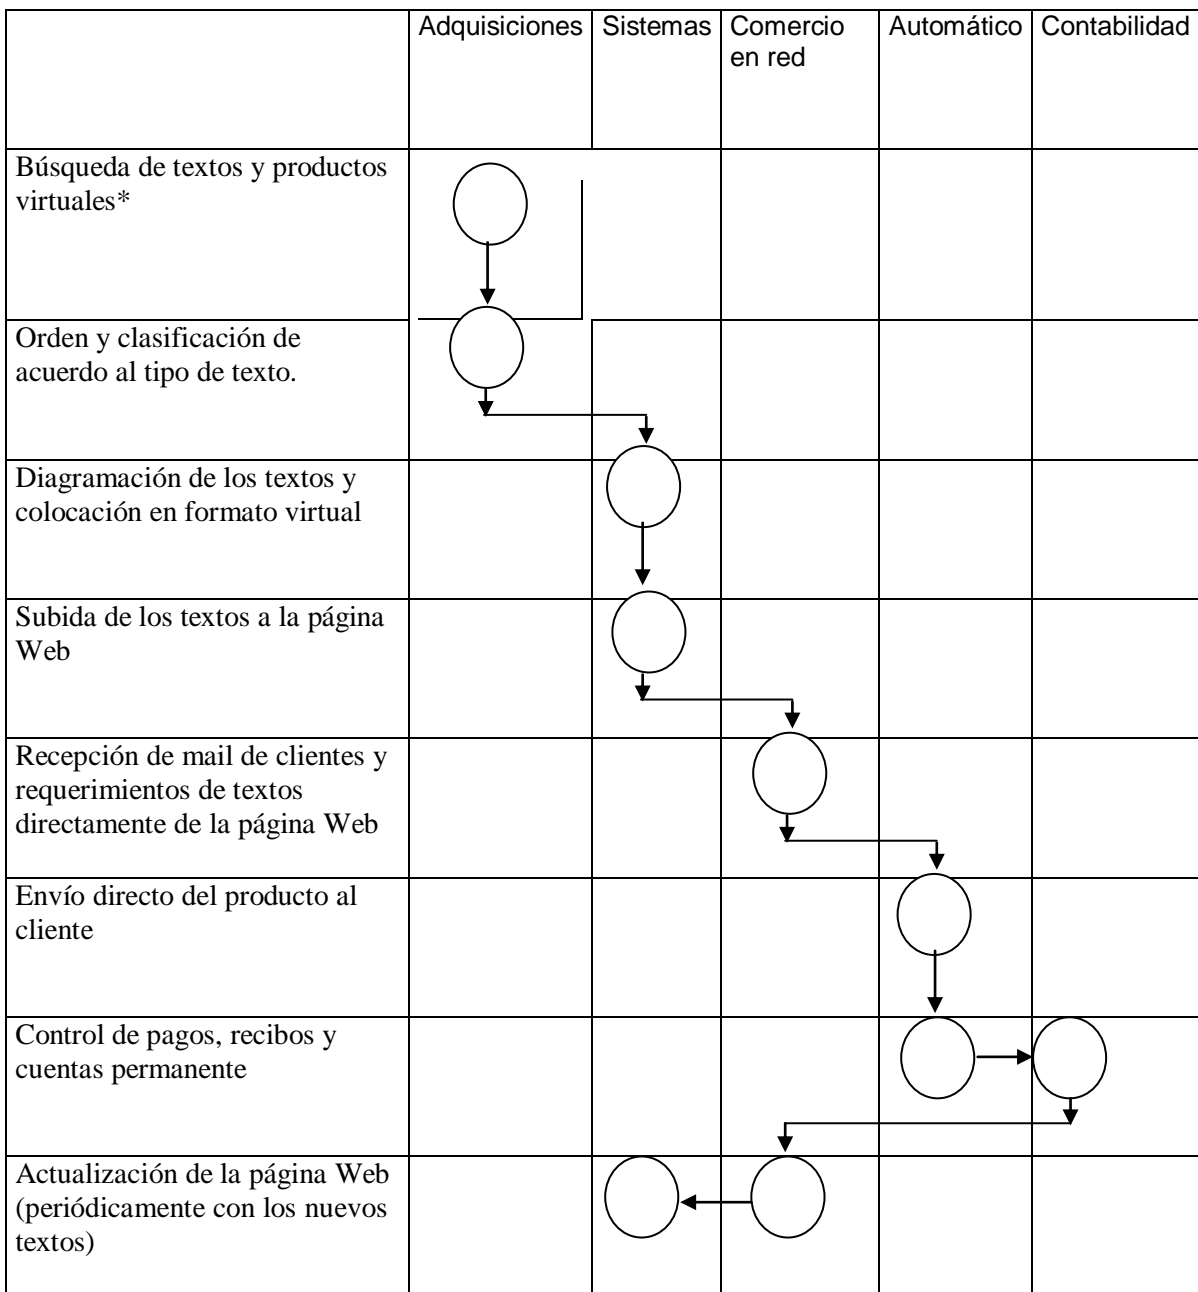 Adquisiciones
Sistemas
Comercio
en red
Automático
Contabilidad
Búsqueda de textos y productos
virtuales*
Orden y clasificación de
acuerdo al tipo de texto.
Diagramación de los textos y
colocación en formato virtual
Subida de los textos a la página
Web
Recepción de mail de clientes y
requerimientos de textos
directamente de la página Web
Envío directo del producto al
cliente
Control de pagos, recibos y
cuentas permanente
Actualización de la página Web
(periódicamente con los nuevos
textos)